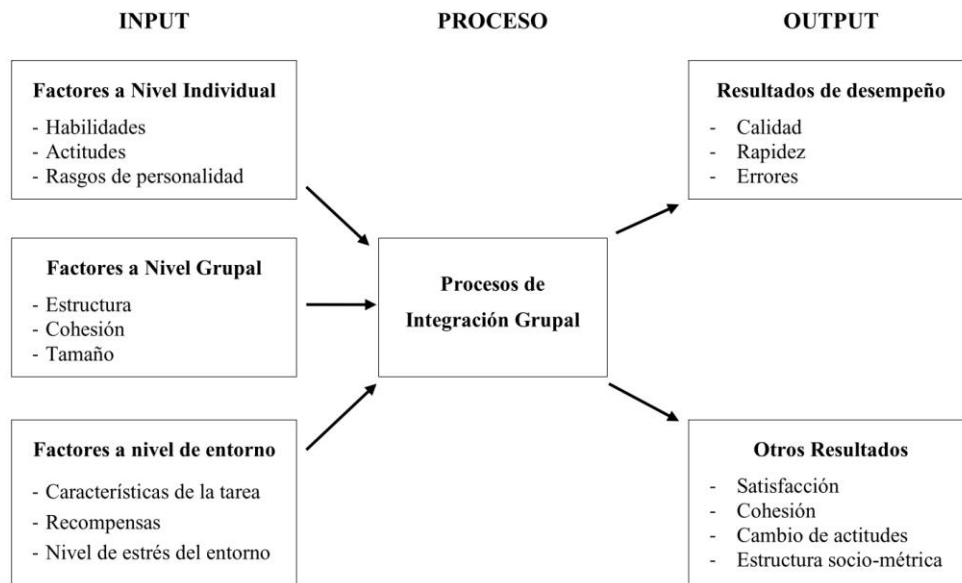 INPUT
PROCESO
OUTPUT
Factores a Nivel Individual
- Habilidades
- Actitudes
- Rasgos de personalidad
Factores a Nivel Grupal
- Estructura
- Cohesión
- Tamaño
Factores a nivel de entorno
- Características de la tarea
- Recompensas
- Nivel de estrés del entorno
Procesos de
Integración Grupal
Resultados de desempeño
- Calidad
- Rapidez
- Errores
Otros Resultados
- Satisfacción
- Cohesión
- Cambio de actitudes
- Estructura socio-métrica